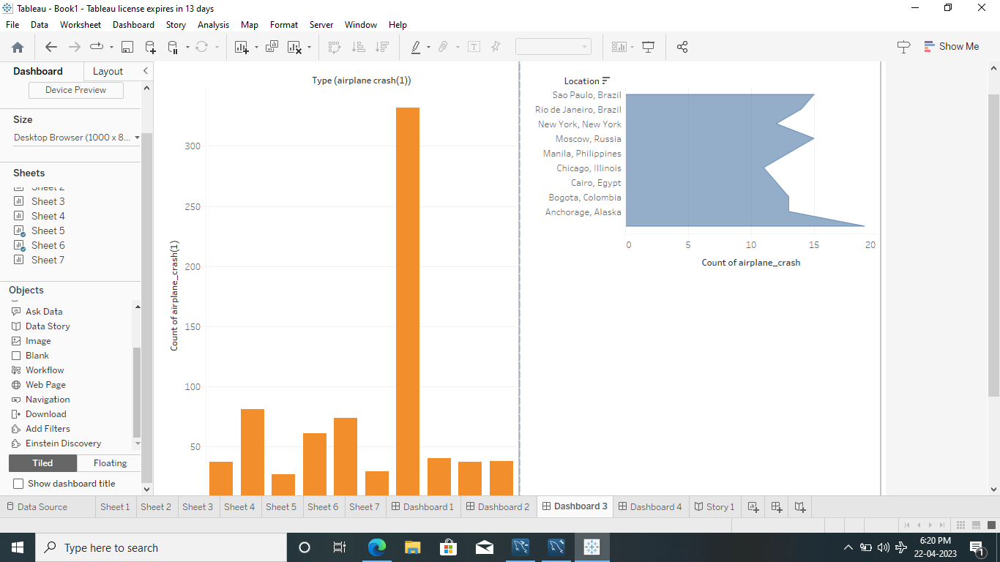 Tableau - Book1 - Tableau license expires in 13 days
File Data Worksheet Dashboard Story Analysis Map Format Server Window Help
Show Me
Dashboard Layout
Device Preview
Size
Desktop Browser (1000 x 8...
Sheets
Sheet 2
Sheet 3
Sheet 4
Sheet 5
Sheet 6
Sheet 7
Objects
Ask Data
Data Story
Image
Blank
Workflow
Web Page
Navigation
Download
Add Filters
Einstein Discovery
Tiled Floating
Show dashboard title
Type (airplane crash(1))
Count of airplane_crash(1)
300
250
200
150
100
50
Location
Sao Paulo, Brazil
Rio de Janeiro, Brazil
New York, New York
Moscow, Russia
Manila, Philippines
Chicago, Illinois
Cairo, Egypt
Bogota, Colombia
Anchorage, Alaska
0 5 10 15 20
Count of airplane_crash
Data Source Sheet 1 Sheet 2 Sheet 3 Sheet 4 Sheet 5 Sheet 6 Sheet 7 Dashboard 1 Dashboard 2 Dashboard 3 Dashboard 4 Story 1
Type here to search
6:20 PM
22-04-2023
1